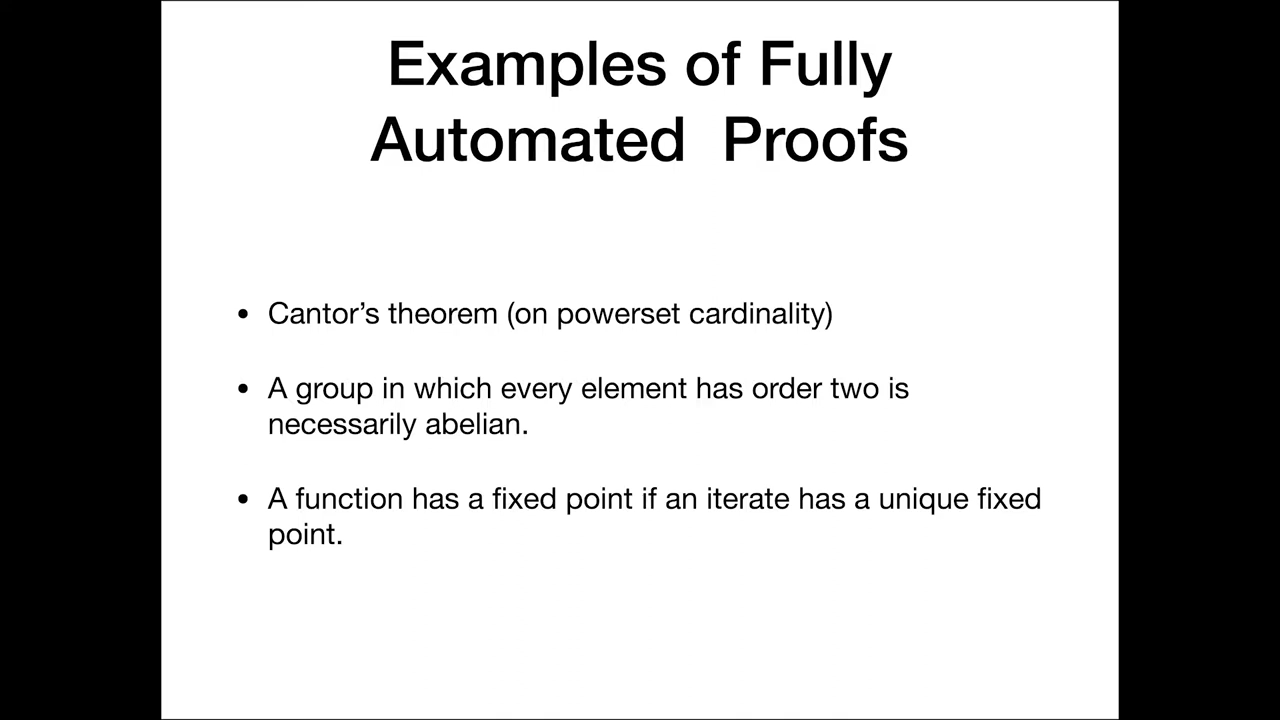 Examples of Fully
Automated Proofs
• Cantor’s theorem (on powerset cardinality)
• A group in which every element has order two is
necessarily abelian.
• A function has a fixed point if an iterate has a unique fixed
point.